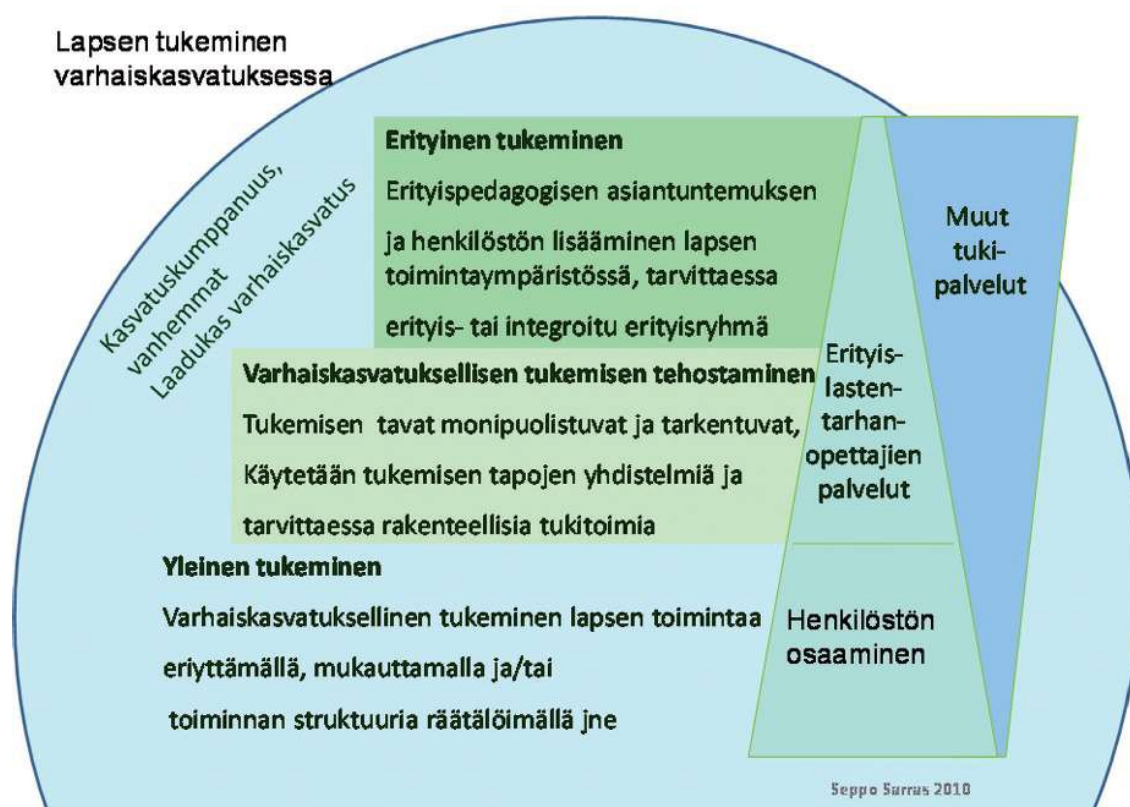 Lapsen tukeminen
varhaiskasvatuksessa
Kasvatuskumppanuus,
vanhemmat
Laadukas varhaiskasvatus
Erityinen tukeminen
Erityispedagogisen asiantuntemuksen
ja henkilöstön lisääminen lapsen
toimintaympäristössä, tarvittaessa
erityis- tai integroitu erityisryhmä
Varhaiskasvatuksellisen tukemisen tehostaminen
Tukemisen tavat monipuolistuvat ja tarkentuvat,
Käytetään tukemisen tapojen yhdistelmiä ja
tarvittaessa rakenteellisia tukitoimia
Yleinen tukeminen
Varhaiskasvatuksellinen tukeminen lapsen toimintaa
eriyttämällä, mukauttamalla ja/tai
toiminnan struktuuria räätälöimällä jne
Muut
tuki-
palvelut
Erityis-
lasten-
tarhan-
opettajien
palvelut
Henkilöstön
osaaminen
Seppo Surras 2010